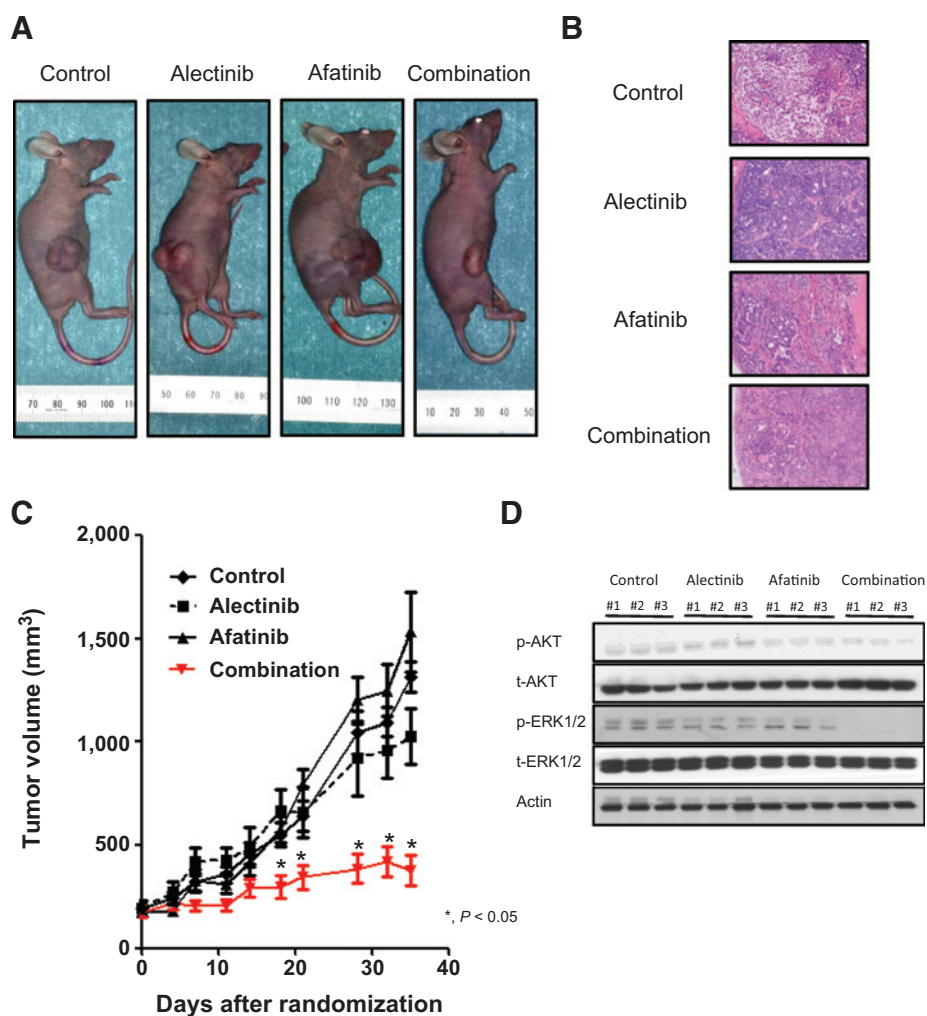 A
Control Alectinib Afatinib Combination
70 80 90 100 11
50 60 70 80 90
100 110 120 130
10 20 30 40 50
B
Control
Alectinib
Afatinib
Combination
C
Tumor volume (mm³)
2,000
1,500
1,000
500
0
Control
Alectinib
Afatinib
Combination
* * * * *
*, P < 0.05
0 10 20 30 40
Days after randomization
D
Control Alectinib Afatinib Combination
#1 #2 #3 #1 #2 #3 #1 #2 #3 #1 #2 #3
p-AKT
t-AKT
p-ERK1/2
t-ERK1/2
Actin